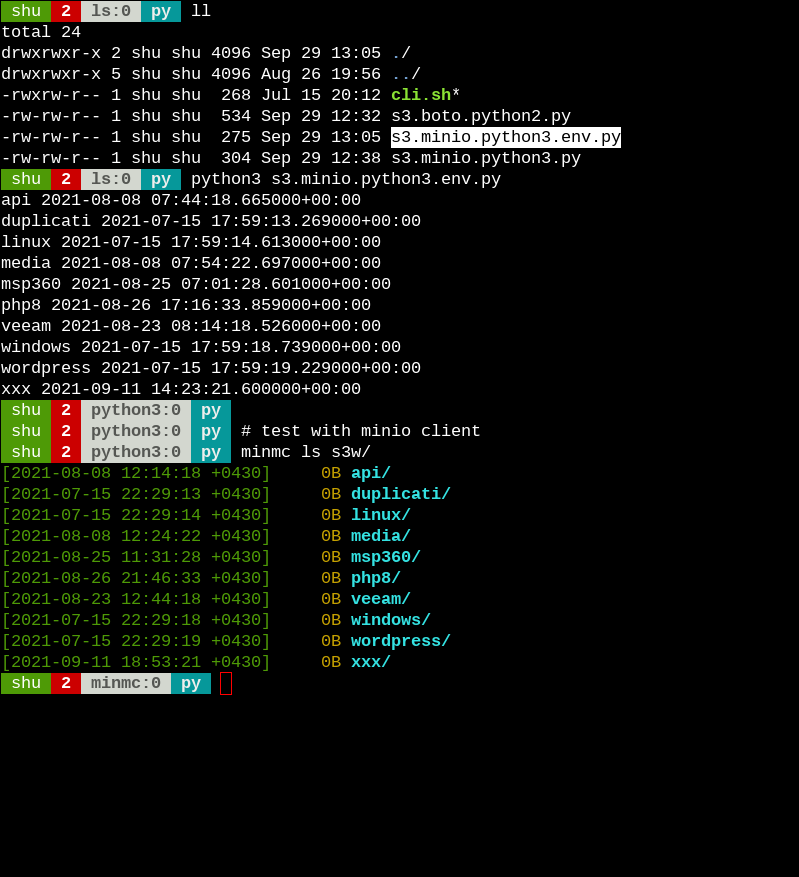 shu 2 ls:0 py ll
total 24
drwxrwxr-x 2 shu shu 4096 Sep 29 13:05 ./
drwxrwxr-x 5 shu shu 4096 Aug 26 19:56 ../
-rwxrw-r-- 1 shu shu  268 Jul 15 20:12 cli.sh*
-rw-rw-r-- 1 shu shu  534 Sep 29 12:32 s3.boto.python2.py
-rw-rw-r-- 1 shu shu  275 Sep 29 13:05 s3.minio.python3.env.py
-rw-rw-r-- 1 shu shu  304 Sep 29 12:38 s3.minio.python3.py
shu 2 ls:0 py python3 s3.minio.python3.env.py
api 2021-08-08 07:44:18.665000+00:00
duplicati 2021-07-15 17:59:13.269000+00:00
linux 2021-07-15 17:59:14.613000+00:00
media 2021-08-08 07:54:22.697000+00:00
msp360 2021-08-25 07:01:28.601000+00:00
php8 2021-08-26 17:16:33.859000+00:00
veeam 2021-08-23 08:14:18.526000+00:00
windows 2021-07-15 17:59:18.739000+00:00
wordpress 2021-07-15 17:59:19.229000+00:00
xxx 2021-09-11 14:23:21.600000+00:00
shu 2 python3:0 py
shu 2 python3:0 py # test with minio client
shu 2 python3:0 py minmc ls s3w/
[2021-08-08 12:14:18 +0430]     0B api/
[2021-07-15 22:29:13 +0430]     0B duplicati/
[2021-07-15 22:29:14 +0430]     0B linux/
[2021-08-08 12:24:22 +0430]     0B media/
[2021-08-25 11:31:28 +0430]     0B msp360/
[2021-08-26 21:46:33 +0430]     0B php8/
[2021-08-23 12:44:18 +0430]     0B veeam/
[2021-07-15 22:29:18 +0430]     0B windows/
[2021-07-15 22:29:19 +0430]     0B wordpress/
[2021-09-11 18:53:21 +0430]     0B xxx/
shu 2 minmc:0 py